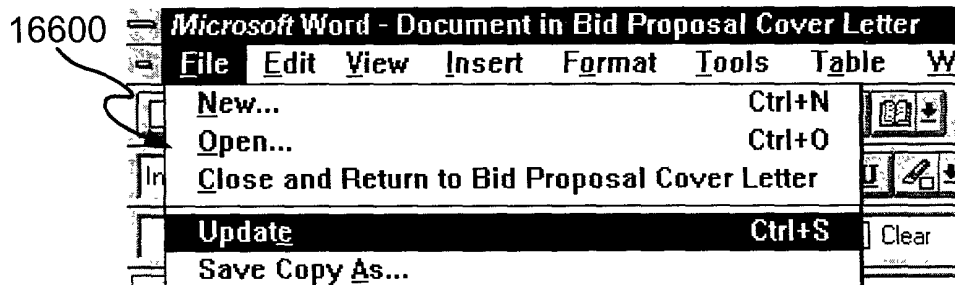 16600
Microsoft Word - Document in Bid Proposal Cover Letter
File Edit View Insert Format Tools Table W
New... Ctrl+N
Open... Ctrl+O
In
Close and Return to Bid Proposal Cover Letter U
Update Ctrl+S Clear
Save Copy As...